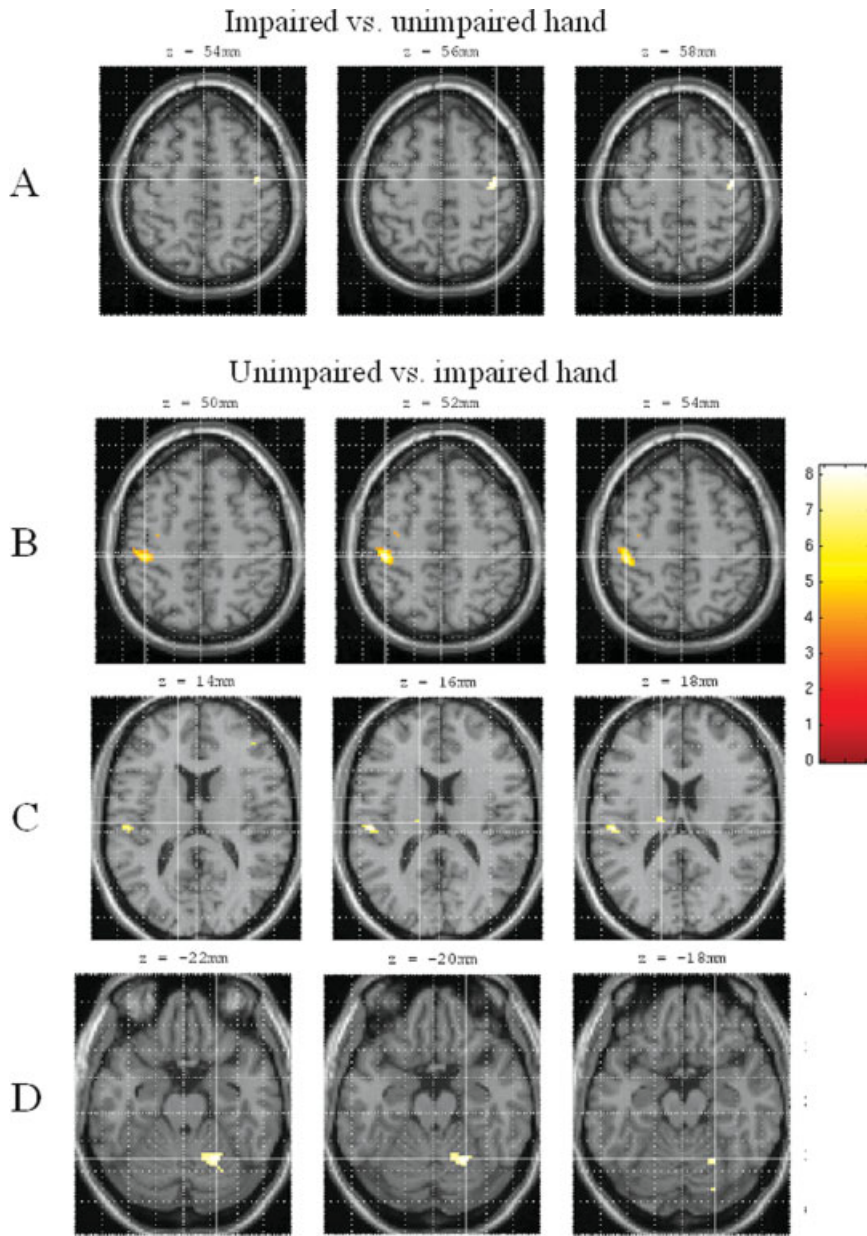 Impaired vs. unimpaired hand
z = 54mm z = 56mm z = 58mm
A
Unimpaired vs. impaired hand
z = 50mm z = 52mm z = 54mm
B
8
7
6
5
4
3
2
1
0
z = 14mm z = 16mm z = 18mm
C
z = -22mm z = -20mm z = -18mm
D